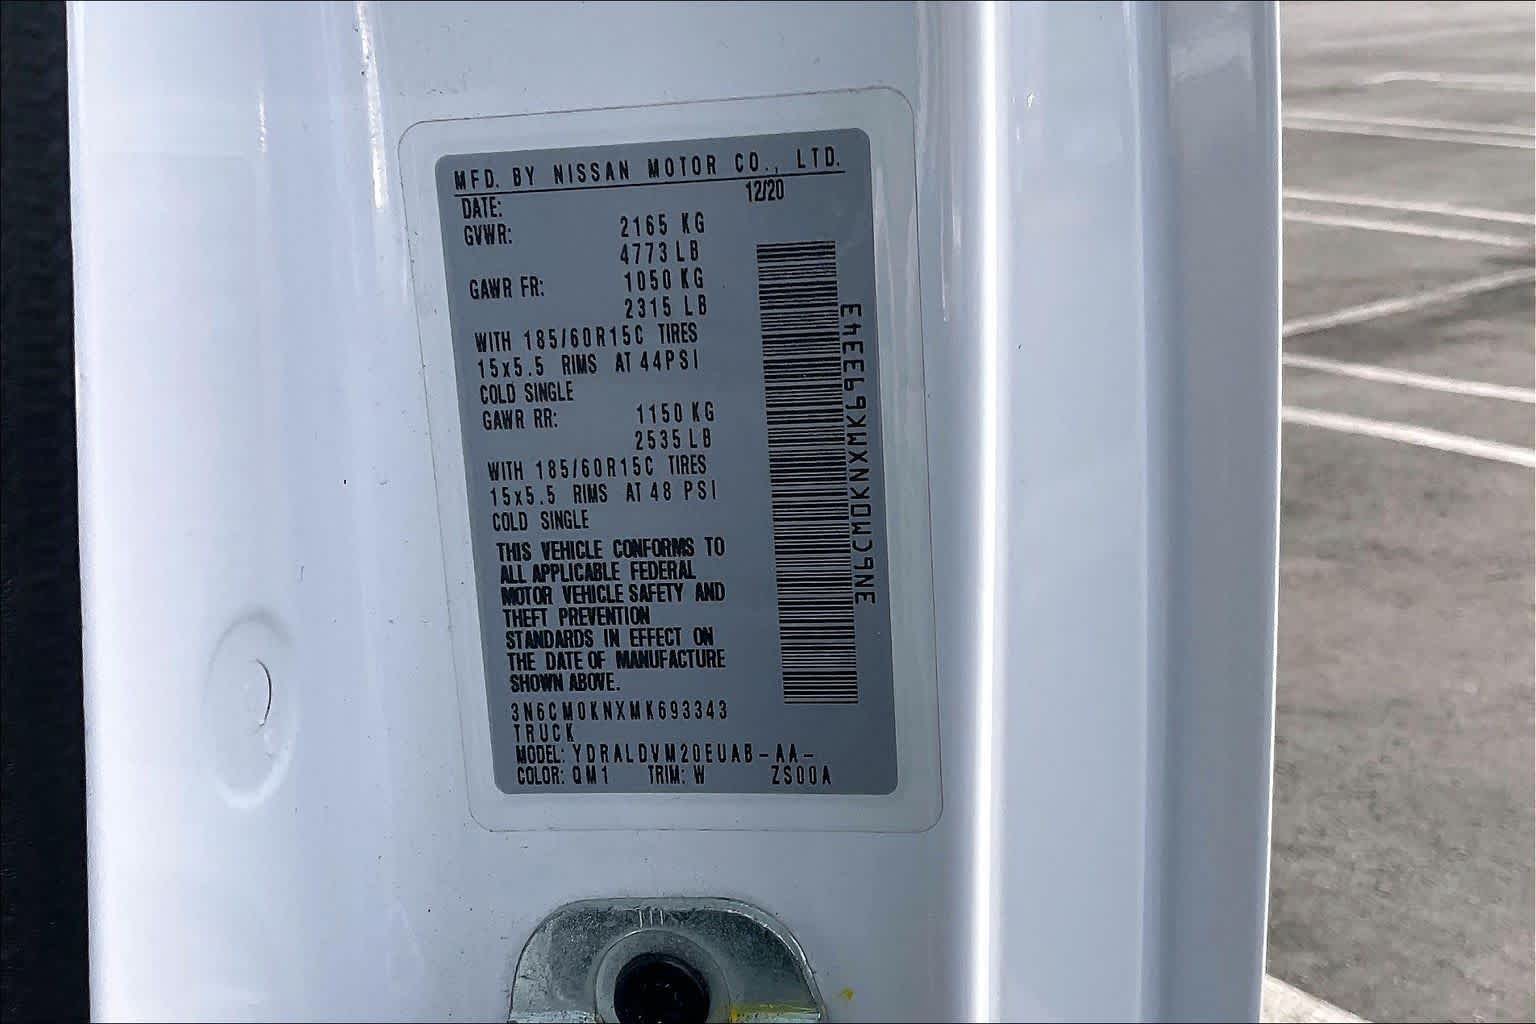 MFD. BY NISSAN MOTOR CO., LTD.
DATE: 12/20
GVWR: 2165 KG
4773 LB
GAWR FR: 1050 KG
2315 LB
WITH 185/60R15C TIRES
15x5.5 RIMS AT 44PSI
COLD SINGLE
GAWR RR: 1150 KG
2535 LB
WITH 185/60R15C TIRES
15x5.5 RIMS AT 48 PSI
COLD SINGLE
THIS VEHICLE CONFORMS TO
ALL APPLICABLE FEDERAL
MOTOR VEHICLE SAFETY AND
THEFT PREVENTION
STANDARDS IN EFFECT ON
THE DATE OF MANUFACTURE
SHOWN ABOVE.
3N6CM0KNXMK693343
TRUCK
MODEL: YDRALDVM20EUAB-AA-
COLOR: QM1 TRIM: W ZS00A
3N6CM0KNXMK693343